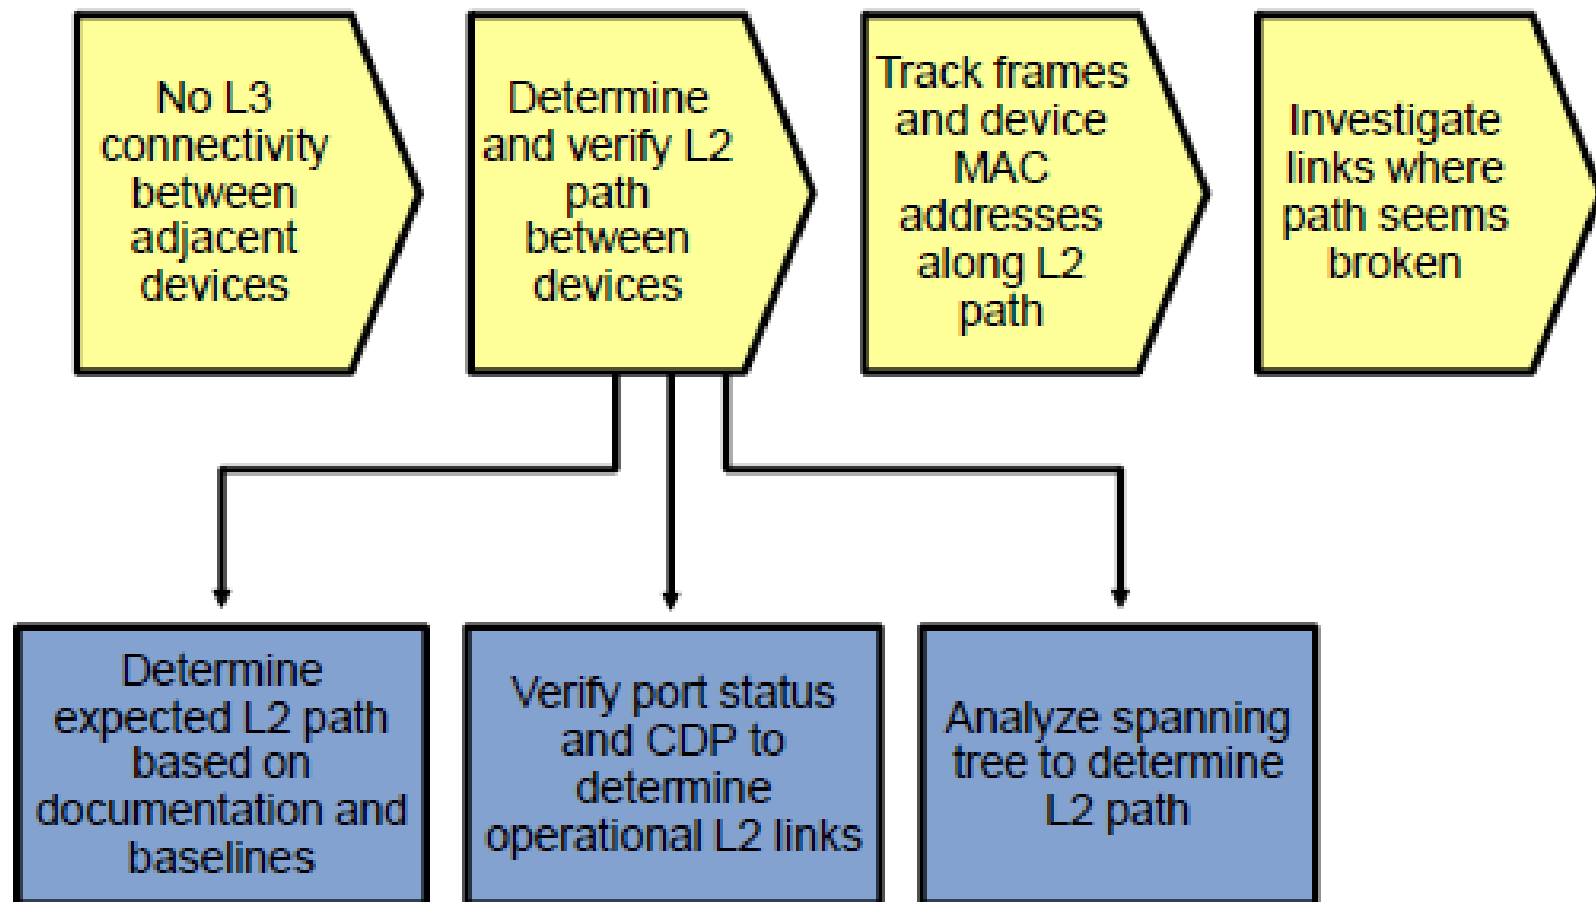 No L3
connectivity
between
adjacent
devices
Determine
and verify L2
path
between
devices
Track frames
and device
MAC
addresses
along L2
path
Investigate
links where
path seems
broken
Determine
expected L2 path
based on
documentation and
baselines
Verify port status
and CDP to
determine
operational L2 links
Analyze spanning
tree to determine
L2 path